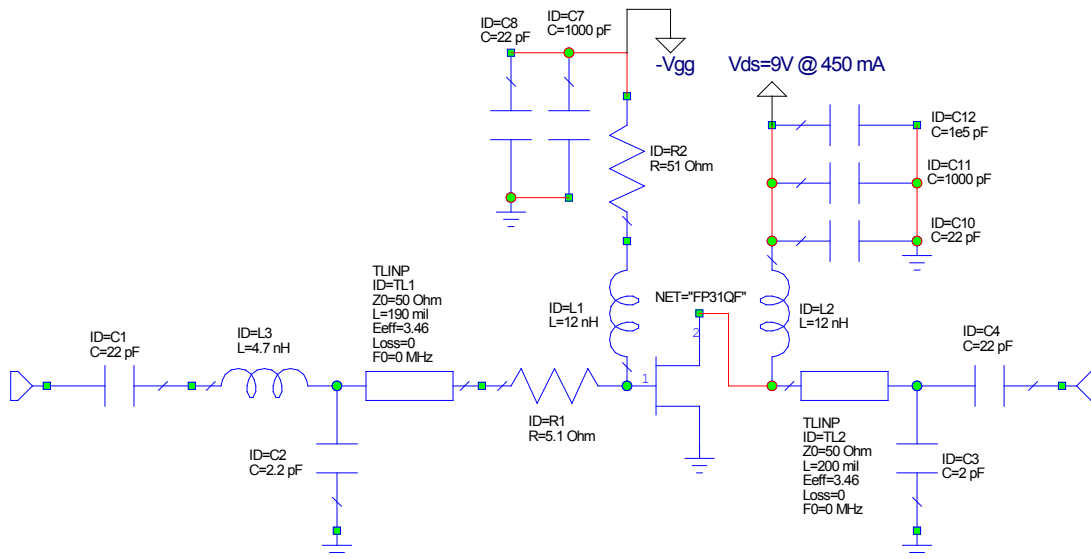 ID=C8
C=22 pF
ID=C7
C=1000 pF
-Vgg
Vds=9V @ 450 mA
ID=C12
C=1e5 pF
ID=R2
R=51 Ohm
ID=C11
C=1000 pF
ID=C10
C=22 pF
TLINP
ID=TL1
Z0=50 Ohm
L=190 mil
Eeff=3.46
Loss=0
F0=0 MHz
ID=L1
L=12 nH
NET="FP31QF"
ID=L2
L=12 nH
2
ID=C1
C=22 pF
ID=L3
L=4.7 nH
ID=C4
C=22 pF
1
ID=R1
R=5.1 Ohm
ID=C2
C=2.2 pF
TLINP
ID=TL2
Z0=50 Ohm
L=200 mil
Eeff=3.46
Loss=0
F0=0 MHz
ID=C3
C=2 pF